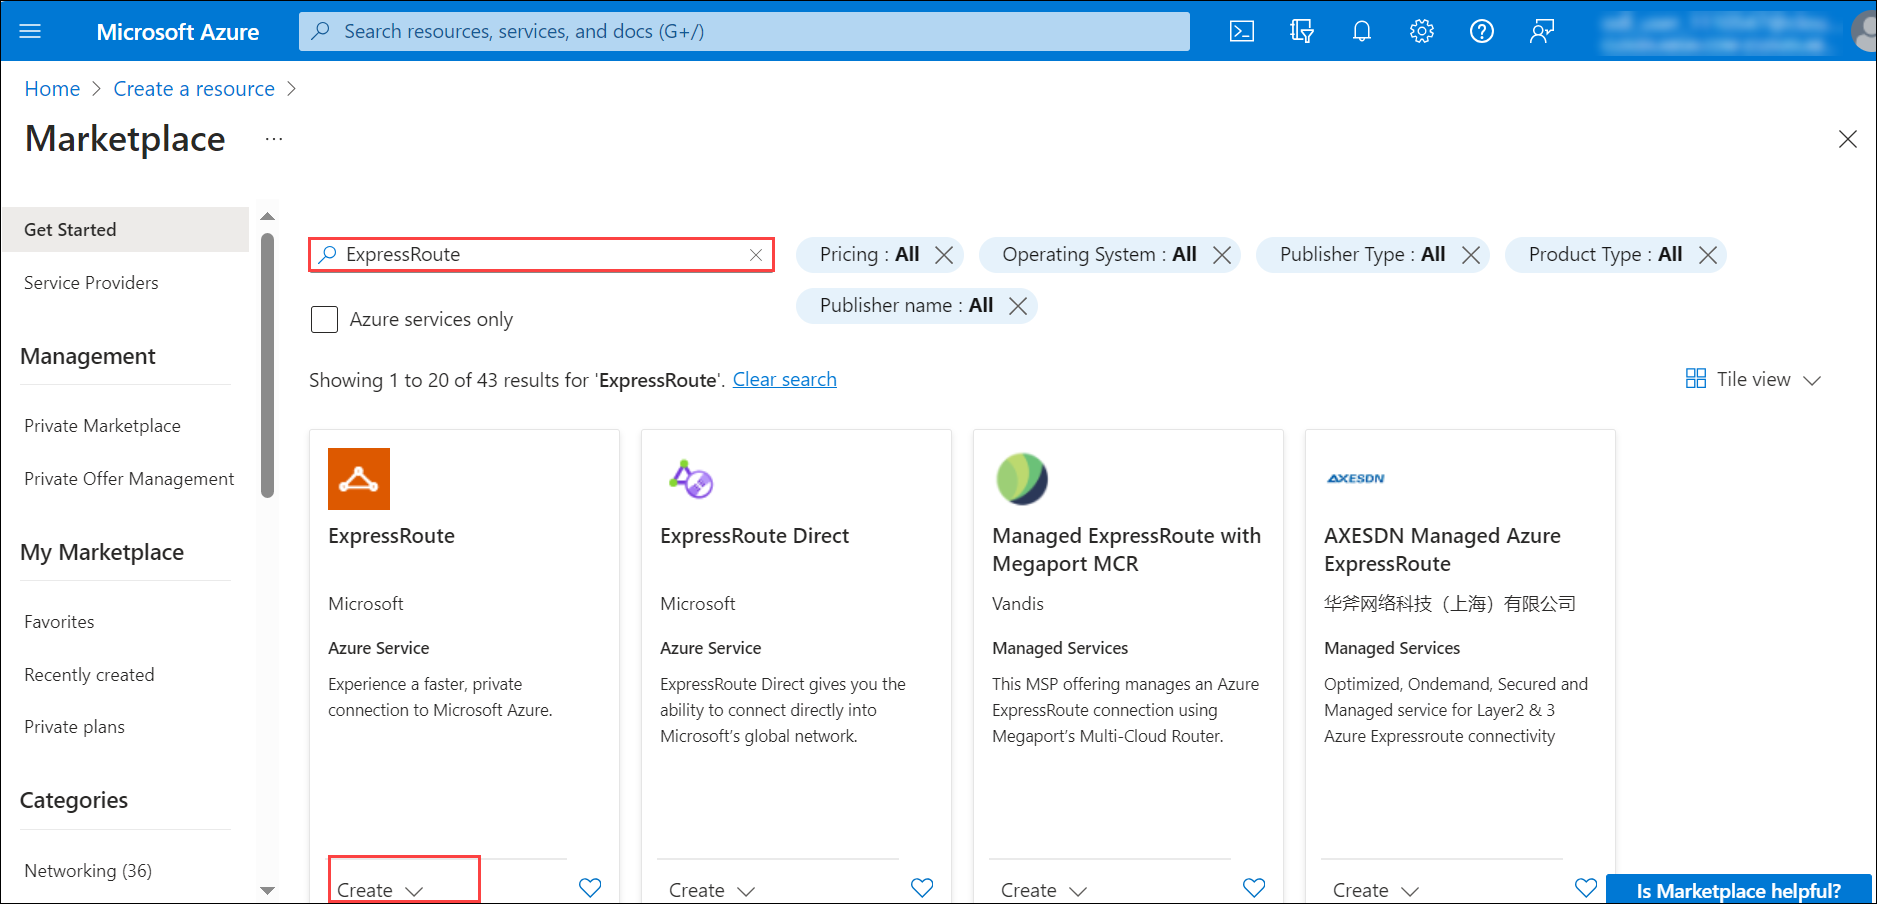 Microsoft Azure
Search resources, services, and docs (G+/)
Home > Create a resource >
Marketplace ...
Get Started
Service Providers
Management
Private Marketplace
Private Offer Management
My Marketplace
Favorites
Recently created
Private plans
Categories
Networking (36)
ExpressRoute
Pricing : All
Operating System : All
Publisher Type : All
Product Type : All
Publisher name : All
Azure services only
Showing 1 to 20 of 43 results for 'ExpressRoute'. Clear search
Tile view
ExpressRoute
Microsoft
Azure Service
Experience a faster, private
connection to Microsoft Azure.
Create
ExpressRoute Direct
Microsoft
Azure Service
ExpressRoute Direct gives you the
ability to connect directly into
Microsoft's global network.
Create
Managed ExpressRoute with
Megaport MCR
Vandis
Managed Services
This MSP offering manages an Azure
ExpressRoute connection using
Megaport's Multi-Cloud Router.
Create
AXESDN
AXESDN Managed Azure
ExpressRoute
华斧网络科技（上海）有限公司
Managed Services
Optimized, Ondemand, Secured and
Managed service for Layer2 & 3
Azure Expressroute connectivity
Create
Is Marketplace helpful?